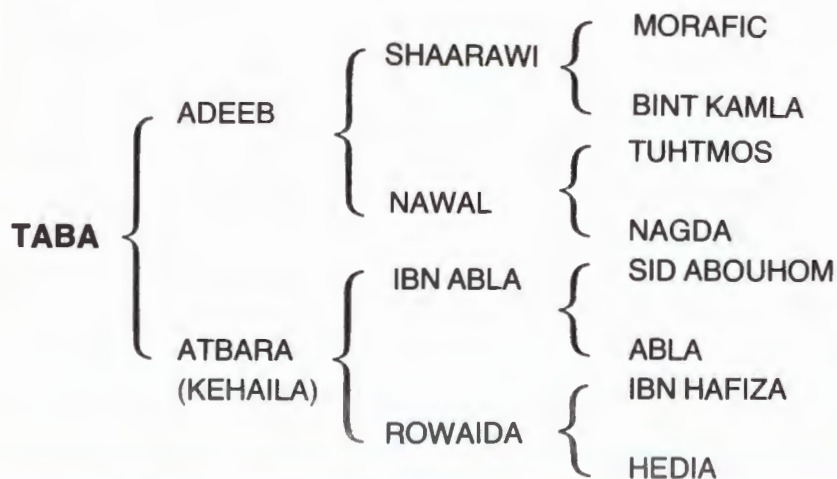 MORAFIC
SHAARAWI
BINT KAMLA
ADEEB
TUHTMOS
NAWAL
NAGDA
TABA
SID ABOUHOM
IBN ABLA
ABLA
ATBARA
(KEHAILA)
IBN HAFIZA
ROWAIDA
HEDIA